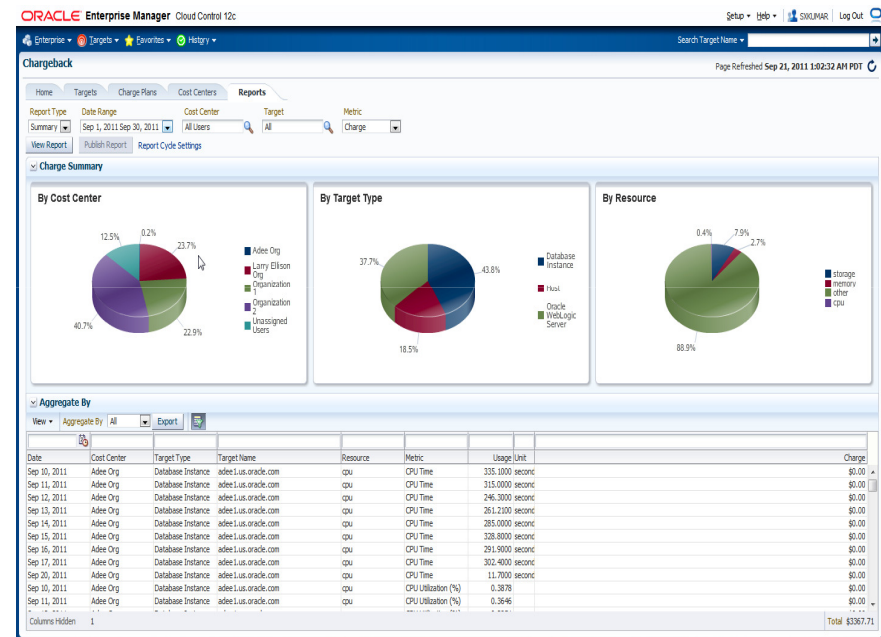 ORACLE Enterprise Manager Cloud Control 12c
Setup Help SIXKUMAR Log Out
Enterprise Targets Favorites History Search Target Name
Chargeback
Page Refreshed Sep 21, 2011 1:02:32 AM PDT
Home Targets Charge Plans Cost Centers Reports
Report Type Date Range Cost Center Target Metric
Summary Sep 1, 2011 Sep 30, 2011 All Users All Charge
View Report Publish Report Report Cycle Settings
Charge Summary
By Cost Center
12.5%
0.2%
23.7%
40.7%
22.9%
Adee Org
Larry Ellison Org
Organization 1
Organization 2
Unassigned Users
By Target Type
37.7%
43.8%
18.5%
Database Instance
Host
Oracle WebLogic Server
By Resource
0.4%
7.9%
2.7%
88.9%
storage
memory
other
cpu
Aggregate By
View Aggregate By All Export
Date Cost Center Target Type Target Name Resource Metric Usage Unit Charge
Sep 10, 2011 Adee Org Database Instance adee1.us.oracle.com cpu CPU Time 335.1000 second $0.00
Sep 11, 2011 Adee Org Database Instance adee1.us.oracle.com cpu CPU Time 315.0000 second $0.00
Sep 12, 2011 Adee Org Database Instance adee1.us.oracle.com cpu CPU Time 246.3000 second $0.00
Sep 13, 2011 Adee Org Database Instance adee1.us.oracle.com cpu CPU Time 261.2100 second $0.00
Sep 14, 2011 Adee Org Database Instance adee1.us.oracle.com cpu CPU Time 285.0000 second $0.00
Sep 15, 2011 Adee Org Database Instance adee1.us.oracle.com cpu CPU Time 328.8000 second $0.00
Sep 16, 2011 Adee Org Database Instance adee1.us.oracle.com cpu CPU Time 291.9000 second $0.00
Sep 17, 2011 Adee Org Database Instance adee1.us.oracle.com cpu CPU Time 302.4000 second $0.00
Sep 20, 2011 Adee Org Database Instance adee1.us.oracle.com cpu CPU Time 11.7000 second $0.00
Sep 10, 2011 Adee Org Database Instance adee1.us.oracle.com cpu CPU Utilization (%) 0.3878 $0.00
Sep 11, 2011 Adee Org Database Instance adee1.us.oracle.com cpu CPU Utilization (%) 0.3646 $0.00
Columns Hidden 1 Total $3367.71